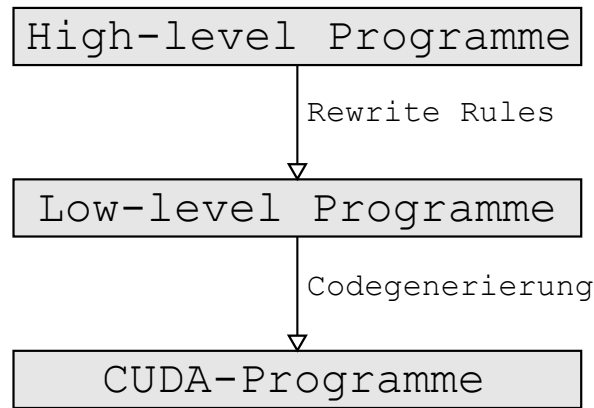 High-level Programme
Rewrite Rules
Low-level Programme
Codegenerierung
CUDA-Programme